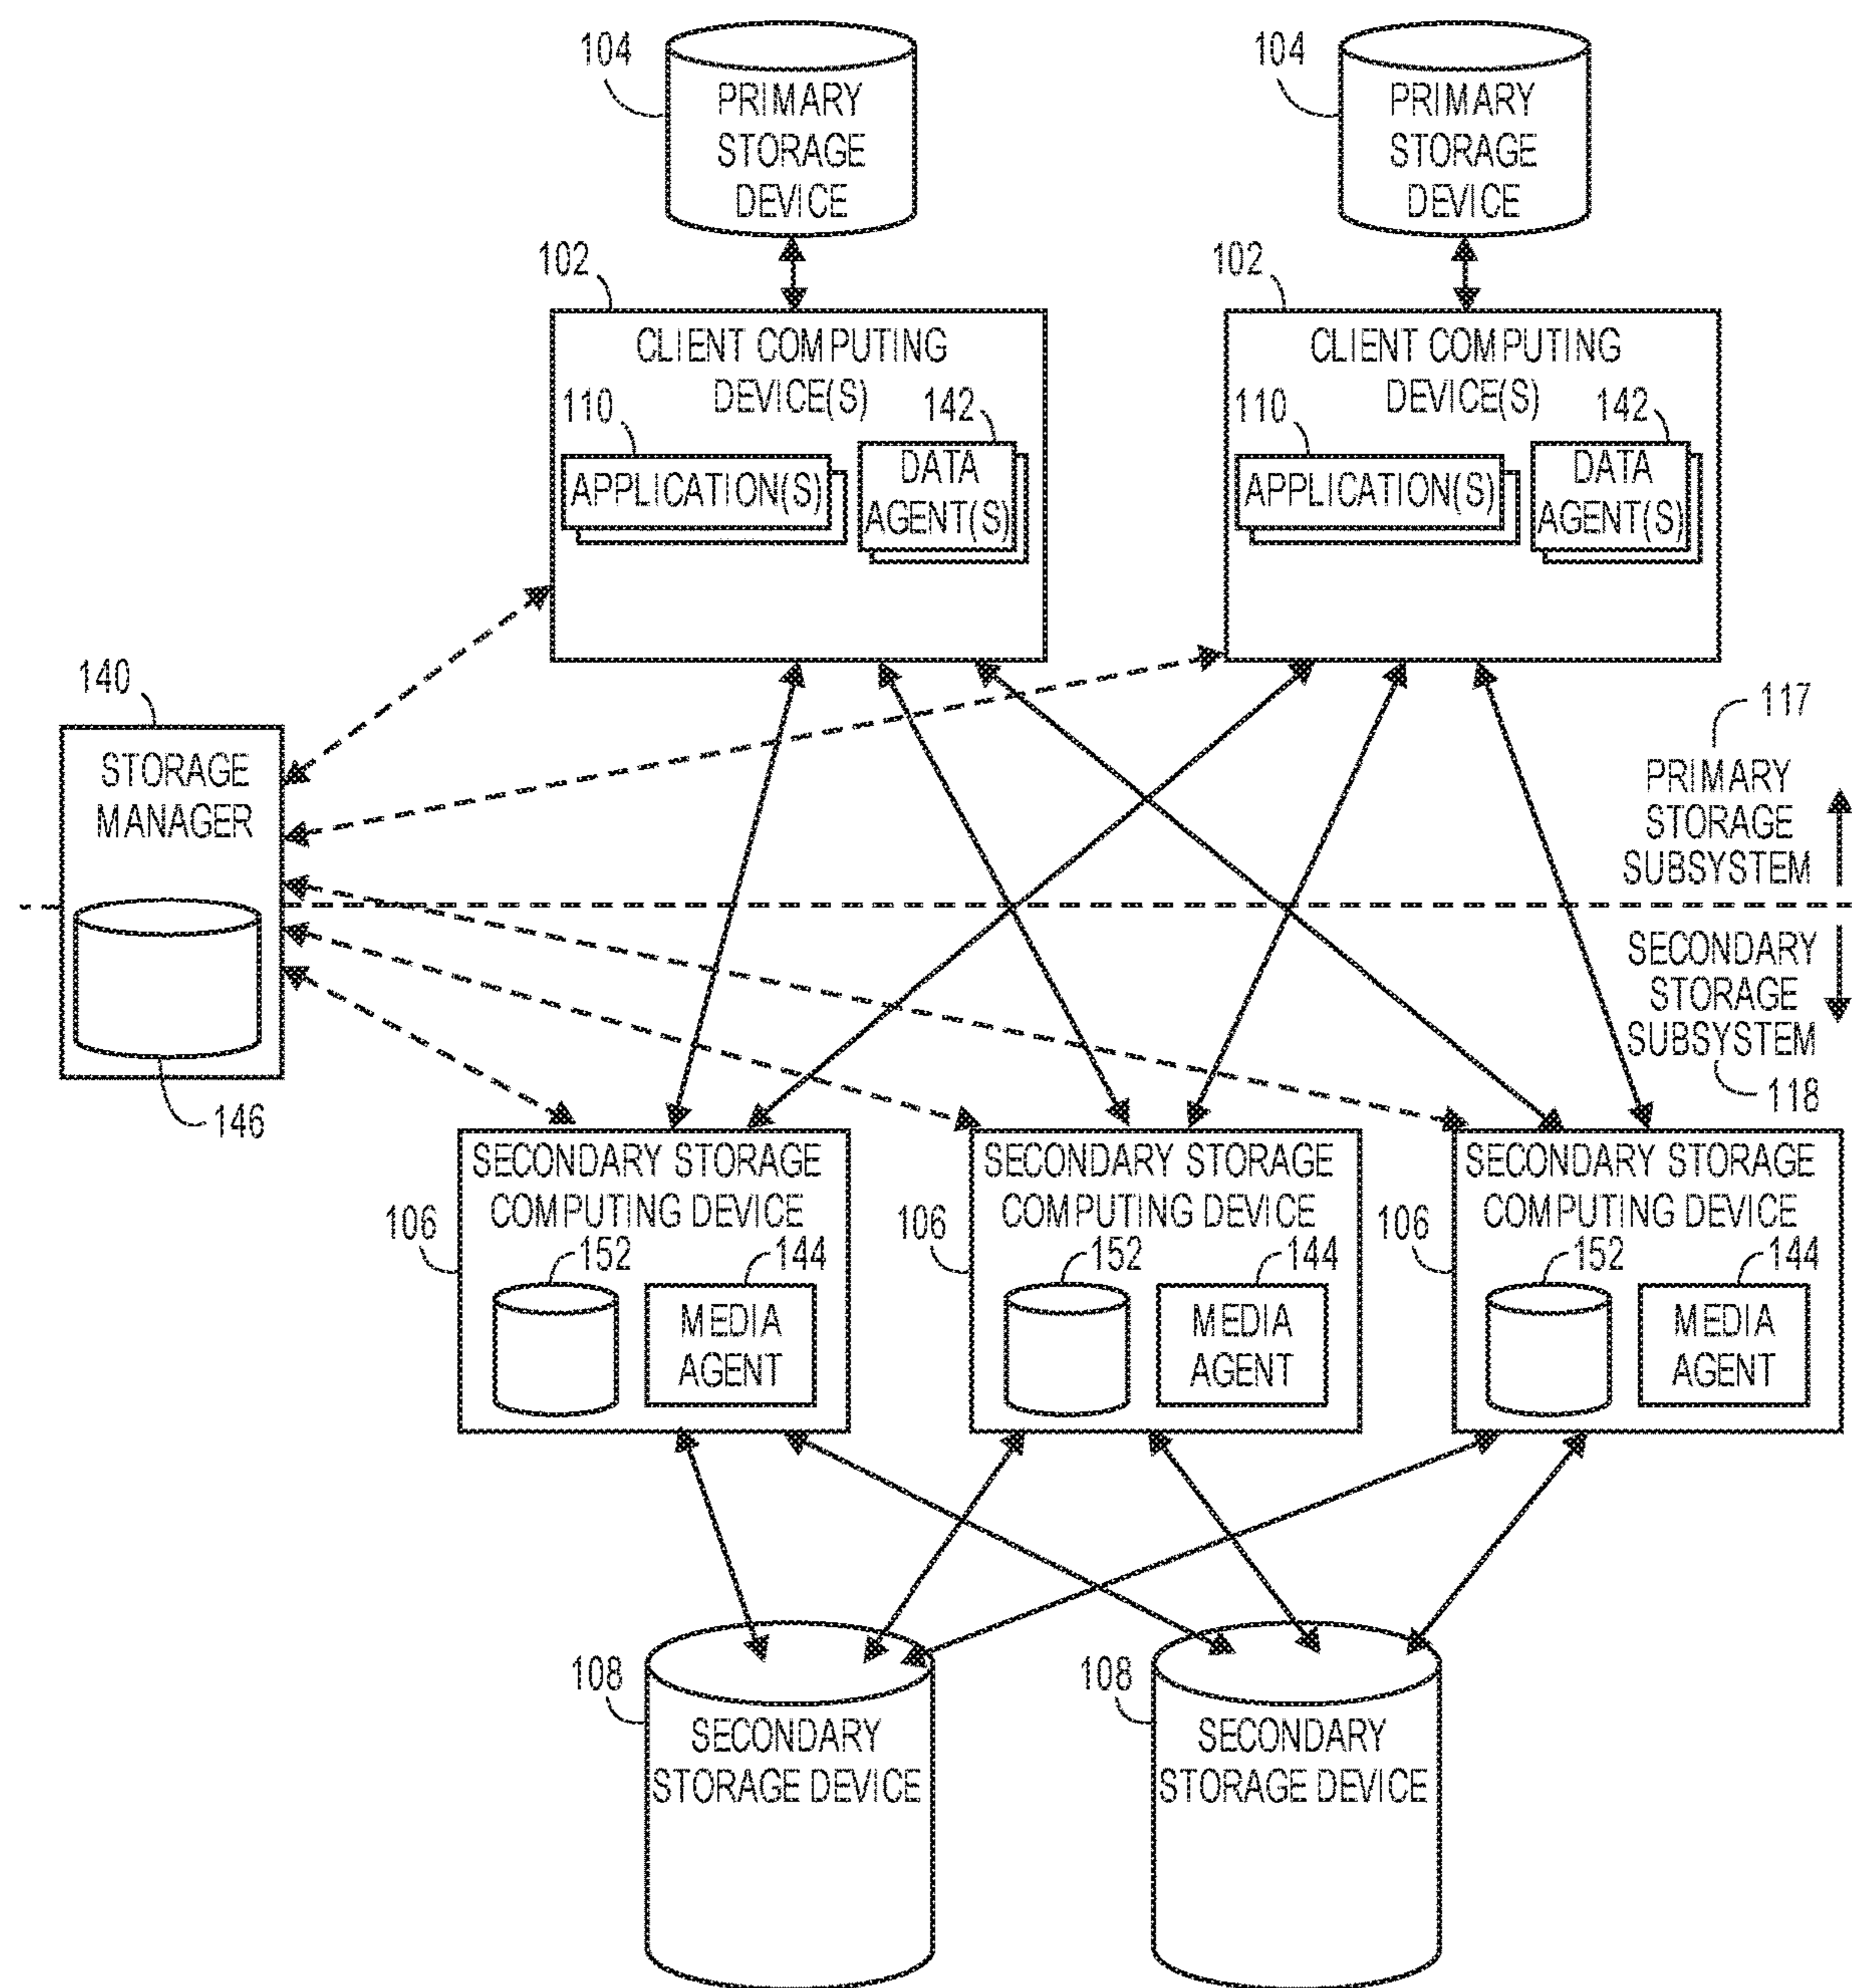 104
PRIMARY
STORAGE
DEVICE
104
PRIMARY
STORAGE
DEVICE
102
CLIENT COMPUTING
DEVICE(S)
110
142
APPLICATION(S)
DATA
AGENT(S)
102
CLIENT COMPUTING
DEVICE(S)
110
142
APPLICATION(S)
DATA
AGENT(S)
140
STORAGE
MANAGER
146
117
PRIMARY
STORAGE
SUBSYSTEM
SECONDARY
STORAGE
SUBSYSTEM
118
SECONDARY STORAGE
COMPUTING DEVICE
106
152
144
MEDIA
AGENT
SECONDARY STORAGE
COMPUTING DEVICE
106
152
144
MEDIA
AGENT
SECONDARY STORAGE
COMPUTING DEVICE
106
152
144
MEDIA
AGENT
108
SECONDARY
STORAGE DEVICE
108
SECONDARY
STORAGE DEVICE